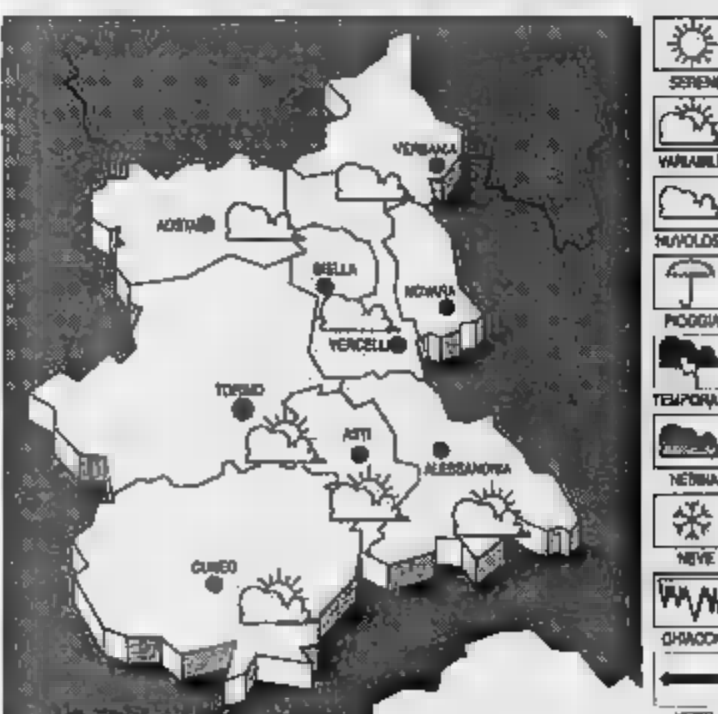 VERBANIA
AOSTA
BIELLA
NOVARA
VERCELLI
TORINO
ASTI
ALESSANDRIA
CUNEO
SERENO
VARIABILE
NUVOLOSO
PIOGGIA
TEMPORALE
NEBBIA
NEVE
GHIACCIO